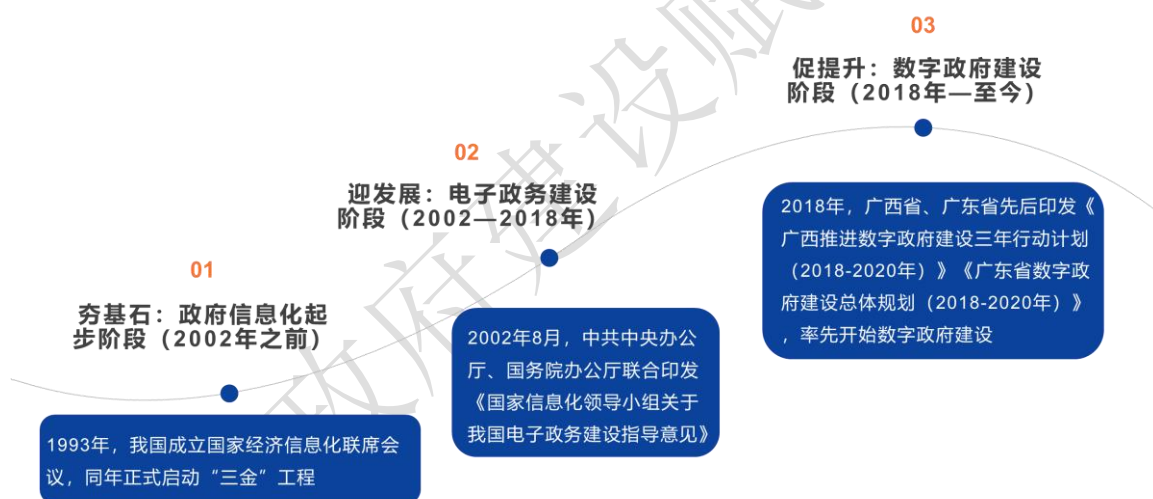 01
夯基石：政府信息化起
步阶段（2002年之前）
1993年，我国成立国家经济信息化联席会
议，同年正式启动“三金”工程
02
迎发展：电子政务建设
阶段（2002—2018年）
2002年8月，中共中央办公
厅、国务院办公厅联合印发
《国家信息化领导小组关于
我国电子政务建设指导意见》
03
促提升：数字政府建设
阶段（2018年—至今）
2018年，广西省、广东省先后印发《
广西推进数字政府建设三年行动计划
（2018-2020年）》《广东省数字政
府建设总体规划（2018-2020年）》
，率先开始数字政府建设
政府建设赋